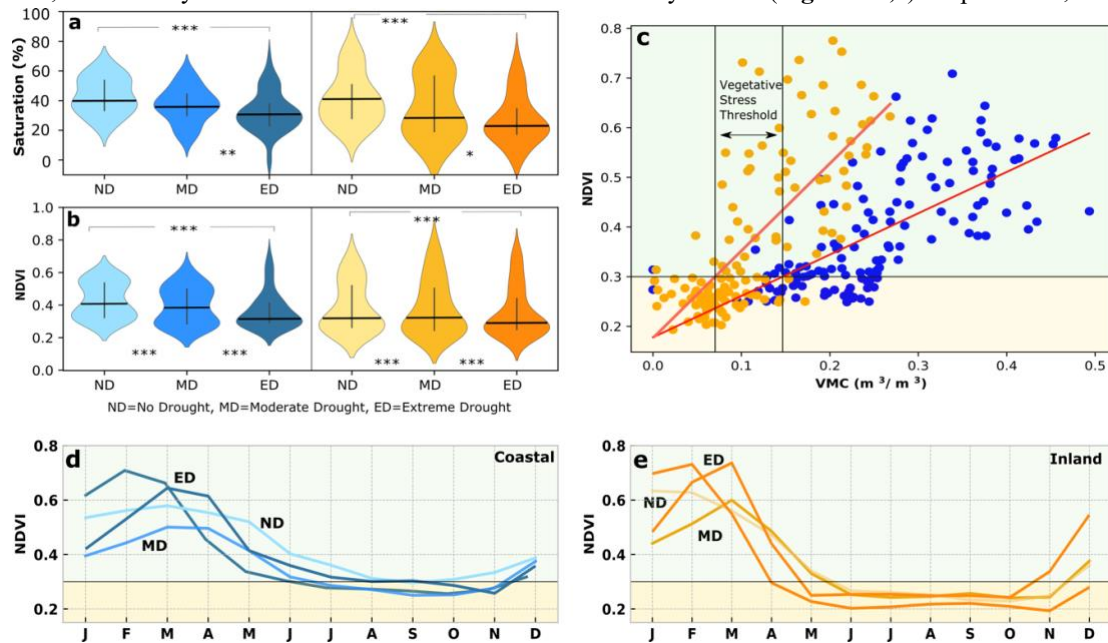 a
***
***
100
80
60
40
20
0
Saturation (%)
**
*
ND
MD
ED
ND
MD
ED
b
***
***
1.0
0.8
0.6
0.4
0.2
0.0
NDVI
***
***
***
***
ND
MD
ED
ND
MD
ED
ND=No Drought, MD=Moderate Drought, ED=Extreme Drought
c
Vegetative
Stress
Threshold
0.8
0.7
0.6
0.5
0.4
0.3
0.2
NDVI
0.0 0.1 0.2 0.3 0.4 0.5
VMC (m ³/ m ³)
d
Coastal
0.8
0.6
0.4
0.2
NDVI
ED
ND
MD
J F M A M J J A S O N D
e
Inland
0.8
0.6
0.4
0.2
NDVI
ED
ND
MD
J F M A M J J A S O N D